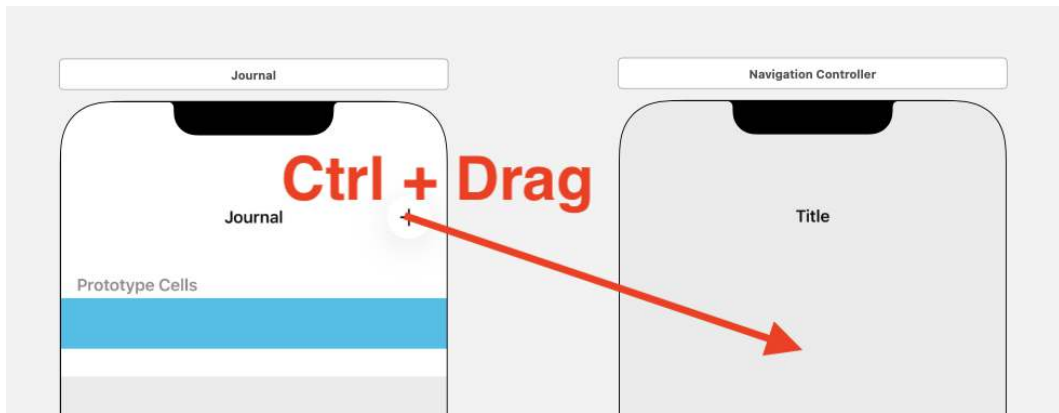 Journal
Navigation Controller
Ctrl + Drag
Journal
+
Title
Prototype Cells